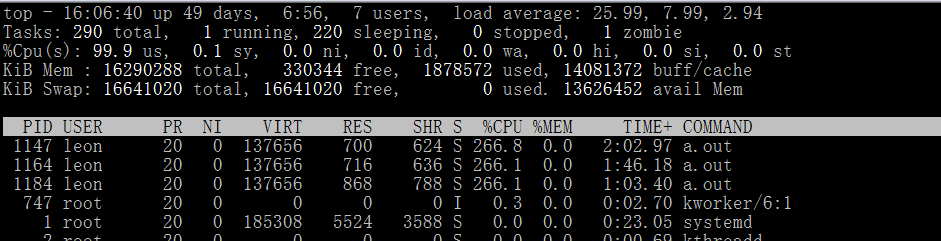 top - 16:06:40 up 49 days,  6:56,  7 users,  load average: 25.99, 7.99, 2.94
Tasks: 290 total,   1 running, 220 sleeping,   0 stopped,   1 zombie
%Cpu(s): 99.9 us,  0.1 sy,  0.0 ni,  0.0 id,  0.0 wa,  0.0 hi,  0.0 si,  0.0 st
KiB Mem : 16290288 total,   330344 free,  1878572 used, 14081372 buff/cache
KiB Swap: 16641020 total, 16641020 free,        0 used. 13626452 avail Mem
PID USER      PR  NI    VIRT    RES    SHR S  %CPU %MEM     TIME+ COMMAND
1147 leon      20   0  137656    700    624 S 266.8  0.0   2:02.97 a.out
1164 leon      20   0  137656    716    636 S 266.1  0.0   1:46.18 a.out
1184 leon      20   0  137656    868    788 S 266.1  0.0   1:03.40 a.out
747 root      20   0       0      0      0 I   0.3  0.0   0:02.70 kworker/6:1
1 root      20   0  185308   5524   3588 S   0.0  0.0   0:23.05 systemd
2 root      20   0       0      0      0 S   0.0  0.0   0:00.69 kthreadd